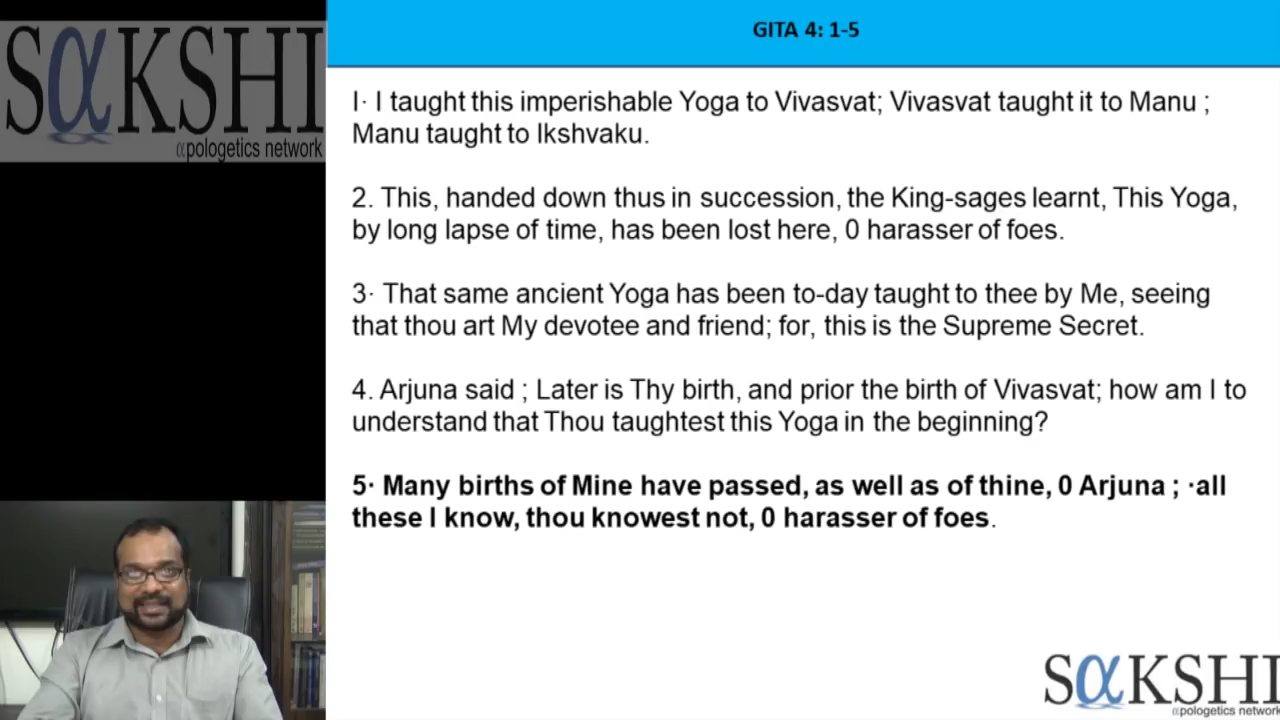 SαKSHI
αpologetics network
GITA 4: 1-5
I· I taught this imperishable Yoga to Vivasvat; Vivasvat taught it to Manu ;
Manu taught to Ikshvaku.
2. This, handed down thus in succession, the King-sages learnt, This Yoga,
by long lapse of time, has been lost here, 0 harasser of foes.
3· That same ancient Yoga has been to-day taught to thee by Me, seeing
that thou art My devotee and friend; for, this is the Supreme Secret.
4. Arjuna said ; Later is Thy birth, and prior the birth of Vivasvat; how am I to
understand that Thou taughtest this Yoga in the beginning?
5· Many births of Mine have passed, as well as of thine, 0 Arjuna ; ·all
these I know, thou knowest not, 0 harasser of foes.
SαKSHI
αpologetics network